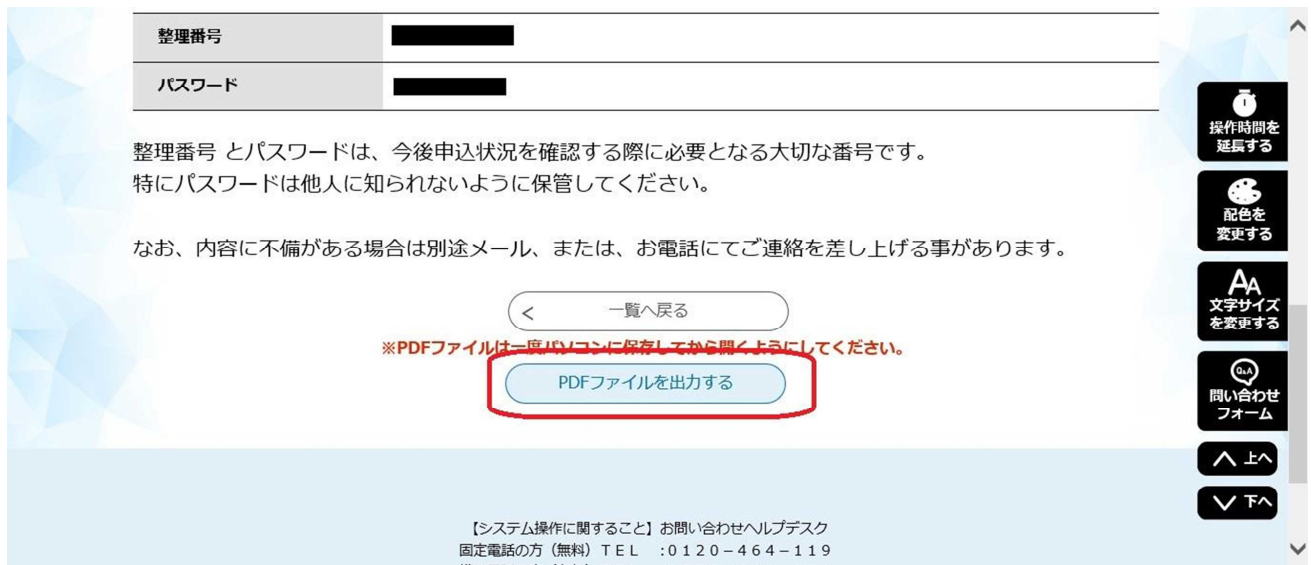 整理番号
パスワード
整理番号 とパスワードは、今後申込状況を確認する際に必要となる大切な番号です。
特にパスワードは他人に知られないように保管してください。
なお、内容に不備がある場合は別途メール、または、お電話にてご連絡を差し上げる事があります。
< 一覧へ戻る
※PDFファイルは一度パソコンに保存してから開くようにしてください。
PDFファイルを出力する
【システム操作に関すること】お問い合わせヘルプデスク
固定電話の方（無料）ＴＥＬ :０１２０－４６４－１１９
操作時間を
延長する
配色を
変更する
AA
文字サイズ
を変更する
Q&A
問い合わせ
フォーム
上へ
下へ